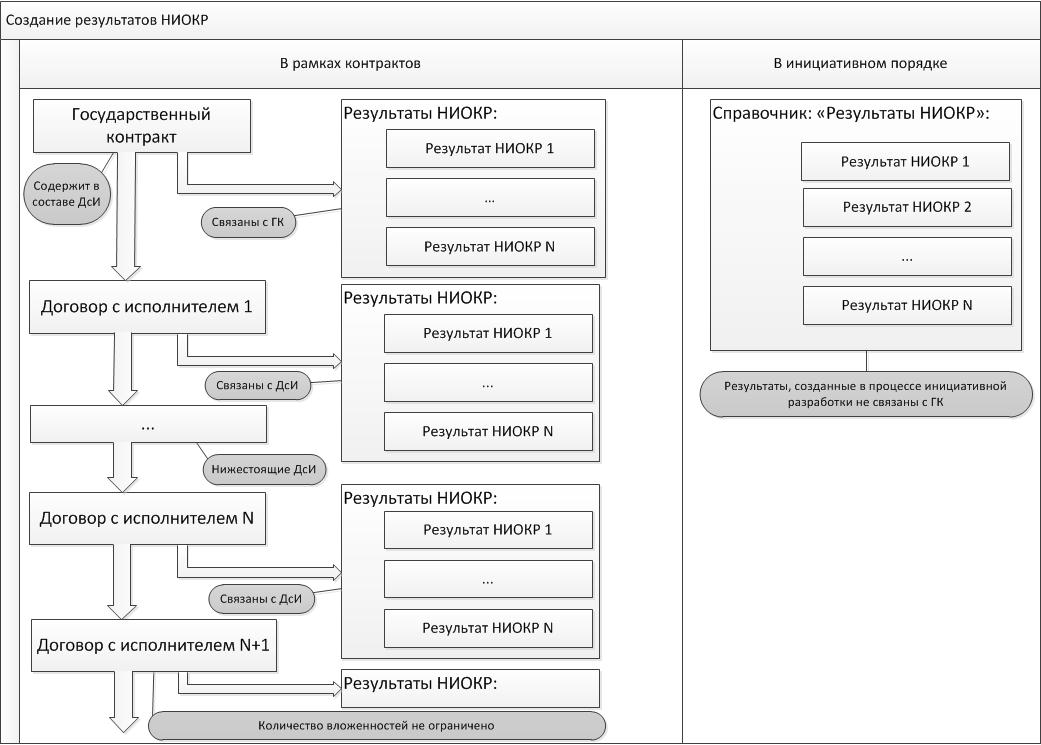 Создание результатов НИОКР
В рамках контрактов
В инициативном порядке
Государственный
контракт
Содержит в
составе ДсИ
Связаны с ГК
Результаты НИОКР:
Результат НИОКР 1
...
Результат НИОКР N
Договор с исполнителем 1
Связаны с ДсИ
Результаты НИОКР:
Результат НИОКР 1
...
Результат НИОКР N
...
Нижестоящие ДсИ
Договор с исполнителем N
Связаны с ДсИ
Результаты НИОКР:
Результат НИОКР 1
...
Результат НИОКР N
Договор с исполнителем N+1
Результаты НИОКР:
Количество вложенностей не ограничено
Справочник: «Результаты НИОКР»:
Результат НИОКР 1
Результат НИОКР 2
...
Результат НИОКР N
Результаты, созданные в процессе инициативной
разработки не связаны с ГК